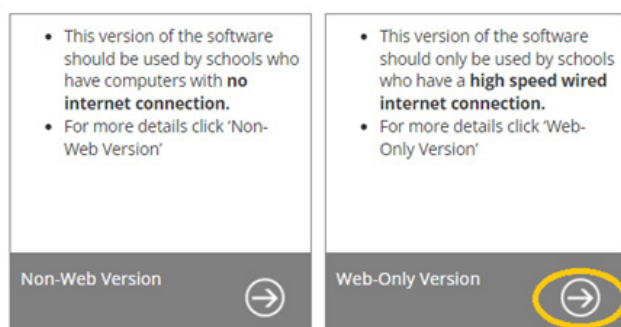 • This version of the software
should be used by schools who
have computers with no
internet connection.
• For more details click ‘Non-
Web Version’
Non-Web Version
• This version of the software
should only be used by schools
who have a high speed wired
internet connection.
• For more details click ‘Web-
Only Version’
Web-Only Version